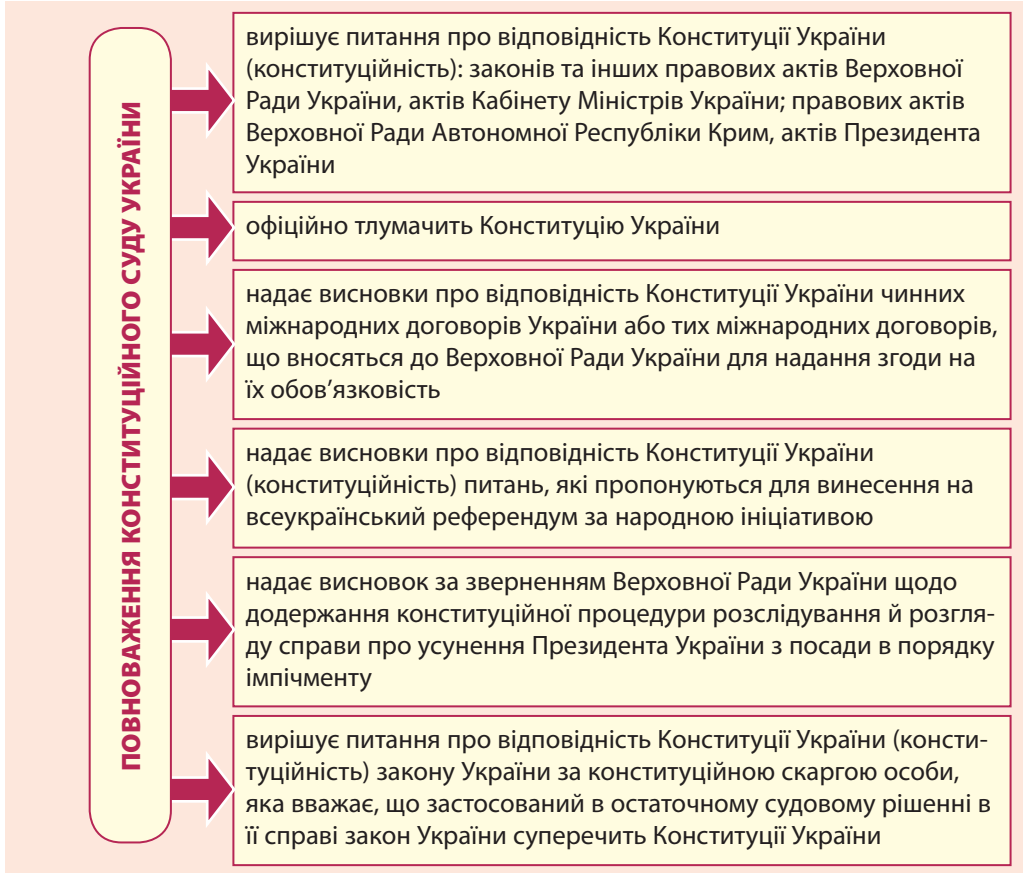 ПОВНОВАЖЕННЯ КОНСТИТУЦІЙНОГО СУДУ УКРАЇНИ
вирішує питання про відповідність Конституції України
(конституційність): законів та інших правових актів Верховної
Ради України, актів Кабінету Міністрів України; правових актів
Верховної Ради Автономної Республіки Крим, актів Президента
України
офіційно тлумачить Конституцію України
надає висновки про відповідність Конституції України чинних
міжнародних договорів України або тих міжнародних договорів,
що вносяться до Верховної Ради України для надання згоди на
їх обов’язковість
надає висновки про відповідність Конституції України
(конституційність) питань, які пропонуються для винесення на
всеукраїнський референдум за народною ініціативою
надає висновок за зверненням Верховної Ради України щодо
додержання конституційної процедури розслідування й розгля-
ду справи про усунення Президента України з посади в порядку
імпічменту
вирішує питання про відповідність Конституції України (консти-
туційність) закону України за конституційною скаргою особи,
яка вважає, що застосований в остаточному судовому рішенні в
її справі закон України суперечить Конституції України